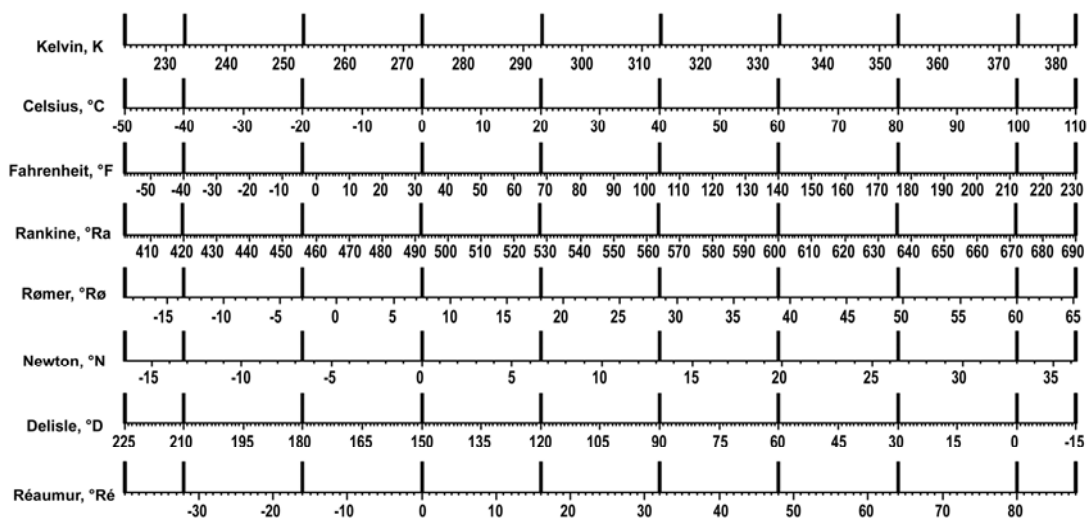 Kelvin, K
230 240 250 260 270 280 290 300 310 320 330 340 350 360 370 380
Celsius, °C
-50 -40 -30 -20 -10 0 10 20 30 40 50 60 70 80 90 100 110
Fahrenheit, °F
-50 -40 -30 -20 -10 0 10 20 30 40 50 60 70 80 90 100 110 120 130 140 150 160 170 180 190 200 210 220 230
Rankine, °Ra
410 420 430 440 450 460 470 480 490 500 510 520 530 540 550 560 570 580 590 600 610 620 630 640 650 660 670 680 690
Rømer, °Rø
-15 -10 -5 0 5 10 15 20 25 30 35 40 45 50 55 60 65
Newton, °N
-15 -10 -5 0 5 10 15 20 25 30 35
Delisle, °D
225 210 195 180 165 150 135 120 105 90 75 60 45 30 15 0 -15
Réaumur, °Ré
-30 -20 -10 0 10 20 30 40 50 60 70 80